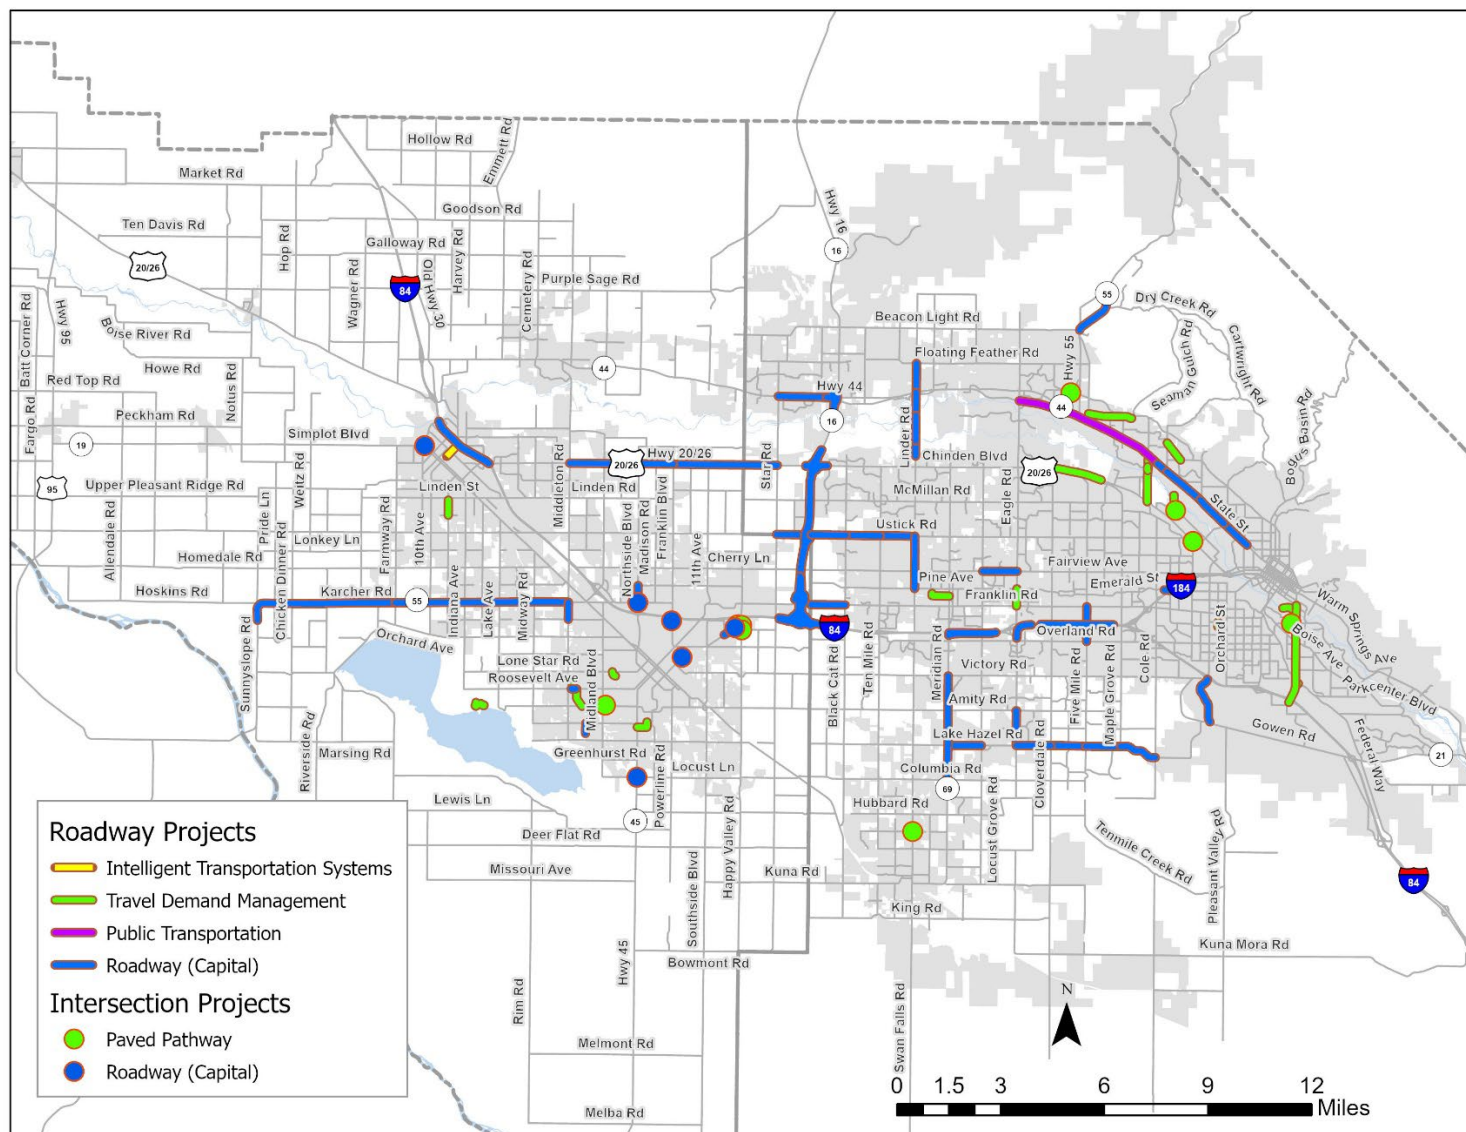 Hollow Rd
Emmett Rd
Market Rd
Goodson Rd
Ten Davis Rd
Hop Rd
Galloway Rd
Harvey Rd
Hwy 16
16
20/26
Wagner Rd
84
Old Hwy 30
Cemetery Rd
Purple Sage Rd
55
Dry Creek Rd
Batt Corner Rd
Hwy 95
Boise River Rd
Beacon Light Rd
Hwy 55
Seaman Gulch Rd
Cartwright Rd
Howe Rd
44
Floating Feather Rd
Red Top Rd
Notus Rd
Hwy 44
44
Fargo Rd
Peckham Rd
16
Linder Rd
Bogus Basin Rd
19
Simplot Blvd
Middleton Rd
20/26
Hwy 20/26
Star Rd
Chinden Blvd
20/26
95
Upper Pleasant Ridge Rd
Weitz Rd
Linden St
Linden Rd
McMillan Rd
Eagle Rd
State St
Allendale Rd
Pride Ln
Chicken Dinner Rd
Lonkey Ln
Farmway Rd
10th Ave
Northside Blvd
Madison Rd
Franklin Blvd
11th Ave
Ustick Rd
Homedale Rd
Cherry Ln
Fairview Ave
Emerald St
184
Hoskins Rd
Karcher Rd
55
Indiana Ave
Lake Ave
Midway Rd
Pine Ave
Franklin Rd
Warm Springs Ave
Sunnyslope Rd
Orchard Ave
84
Overland Rd
Orchard St
Boise Ave
Lone Star Rd
Roosevelt Ave
Midland Blvd
Black Cat Rd
Ten Mile Rd
Meridian Rd
Victory Rd
Amity Rd
Five Mile Rd
Maple Grove Rd
Cole Rd
Parkcenter Blvd
Riverside Rd
Marsing Rd
Greenhurst Rd
Locust Ln
Lake Hazel Rd
Gowen Rd
Federal Way
21
Columbia Rd
Cloverdale Rd
Lewis Ln
Powerline Rd
69
Hubbard Rd
Locust Grove Rd
45
Deer Flat Rd
Happy Valley Rd
Tenmile Creek Rd
Pleasant Valley Rd
Missouri Ave
Southside Blvd
Kuna Rd
84
King Rd
Rim Rd
Hwy 45
Bowmont Rd
Kuna Mora Rd
Swan Falls Rd
Melmont Rd
Melba Rd
Roadway Projects
Intelligent Transportation Systems
Travel Demand Management
Public Transportation
Roadway (Capital)
Intersection Projects
Paved Pathway
Roadway (Capital)
N
0 1.5 3 6 9 12
Miles